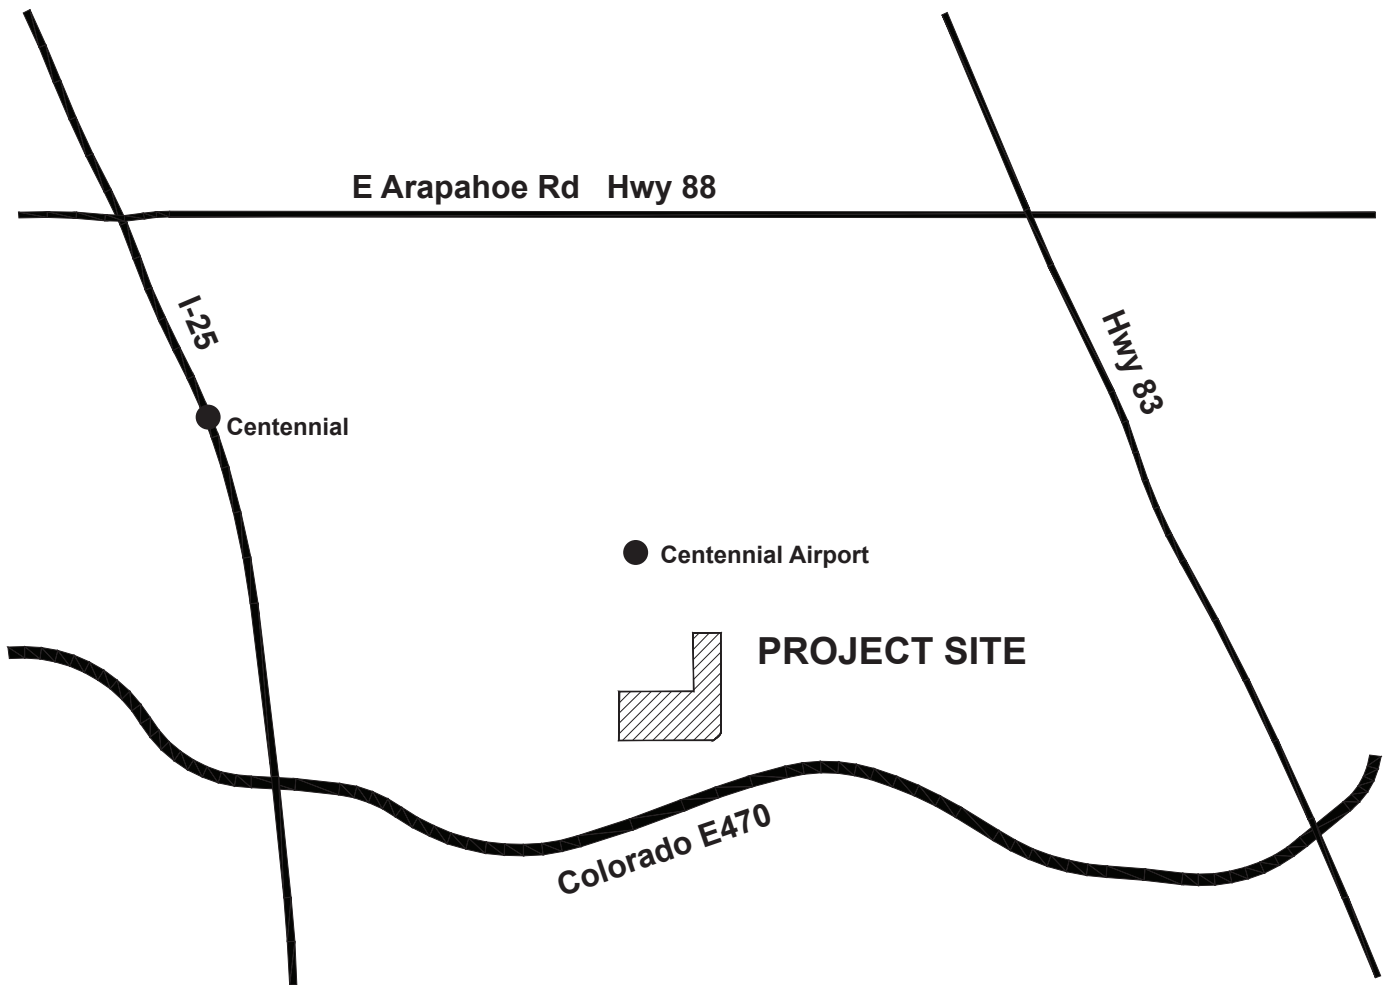 E Arapahoe Rd   Hwy 88
I-25
Hwy 83
Centennial
Centennial Airport
PROJECT SITE
Colorado E470